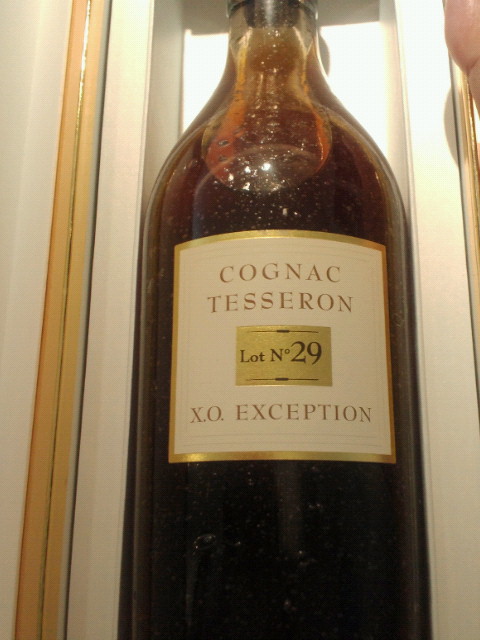 COGNAC
TESSERON
Lot N°29
X.O. EXCEPTION